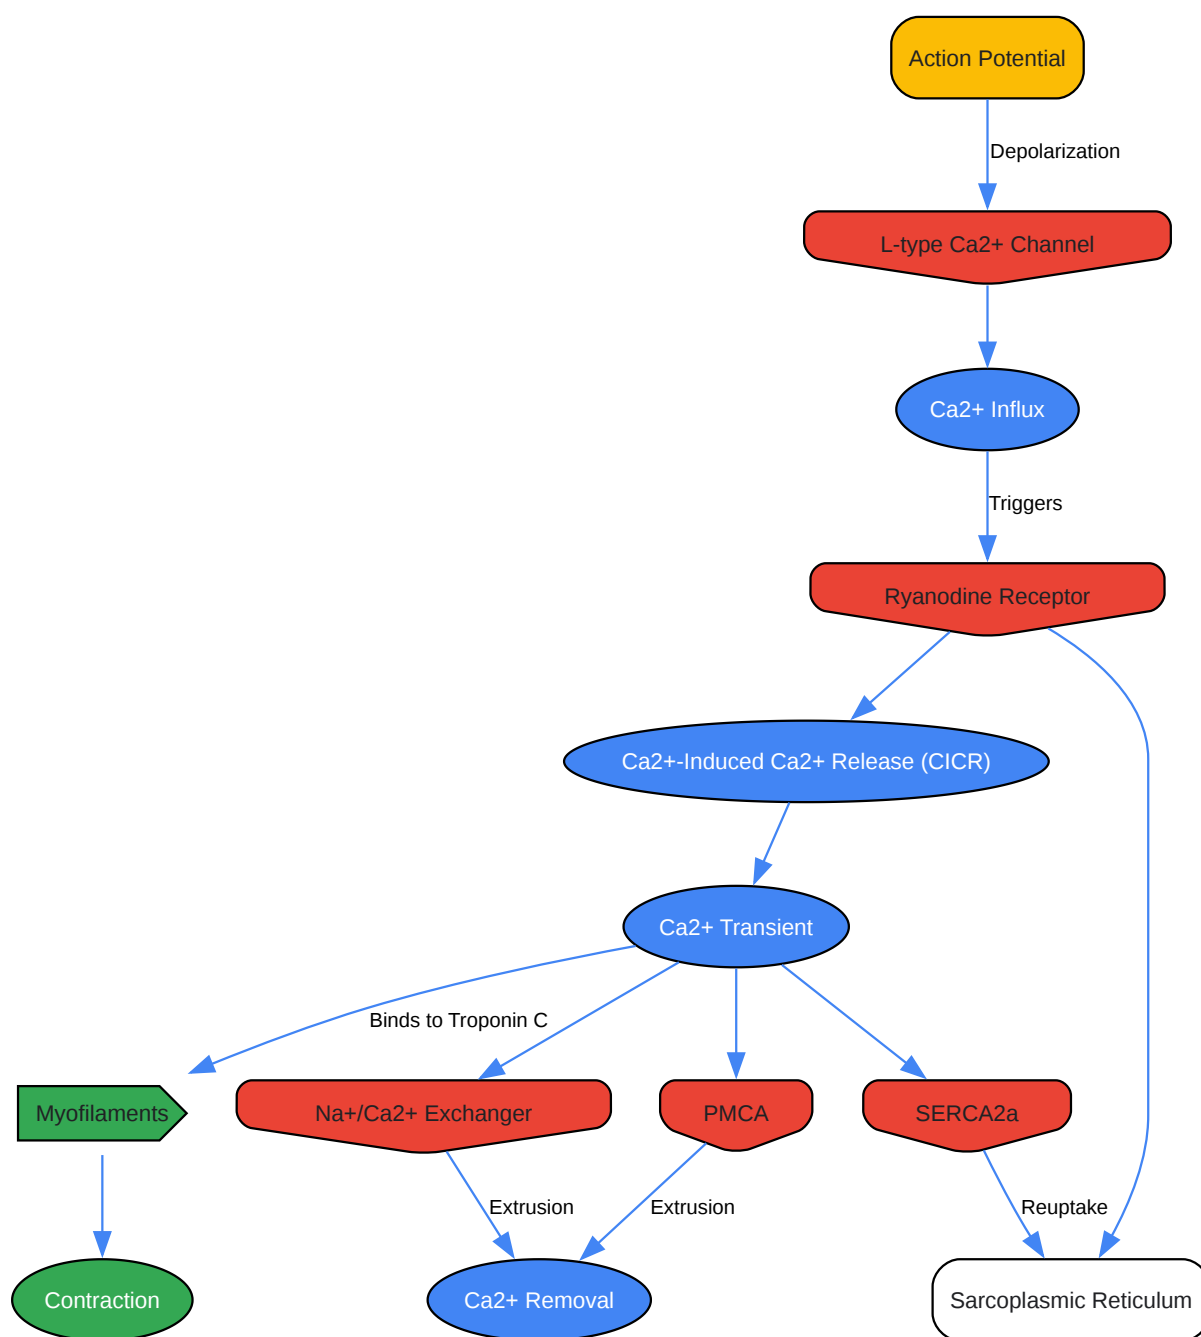 Action Potential
Depolarization
L-type Ca2+ Channel
Ca2+ Influx
Triggers
Ryanodine Receptor
Ca2+-Induced Ca2+ Release (CICR)
Ca2+ Transient
Binds to Troponin C
Myofilaments
Na+/Ca2+ Exchanger
PMCA
SERCA2a
Extrusion
Extrusion
Reuptake
Contraction
Ca2+ Removal
Sarcoplasmic Reticulum